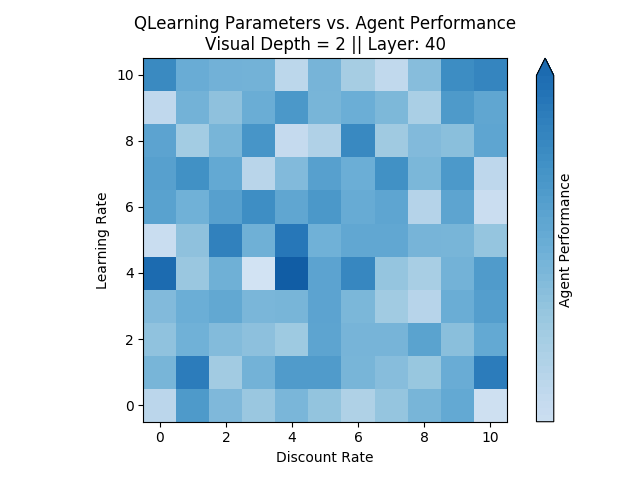 QLearning Parameters vs. Agent Performance
Visual Depth = 2 || Layer: 40
10
8
6
4
2
0
Learning Rate
0 2 4 6 8 10
Discount Rate
Agent Performance